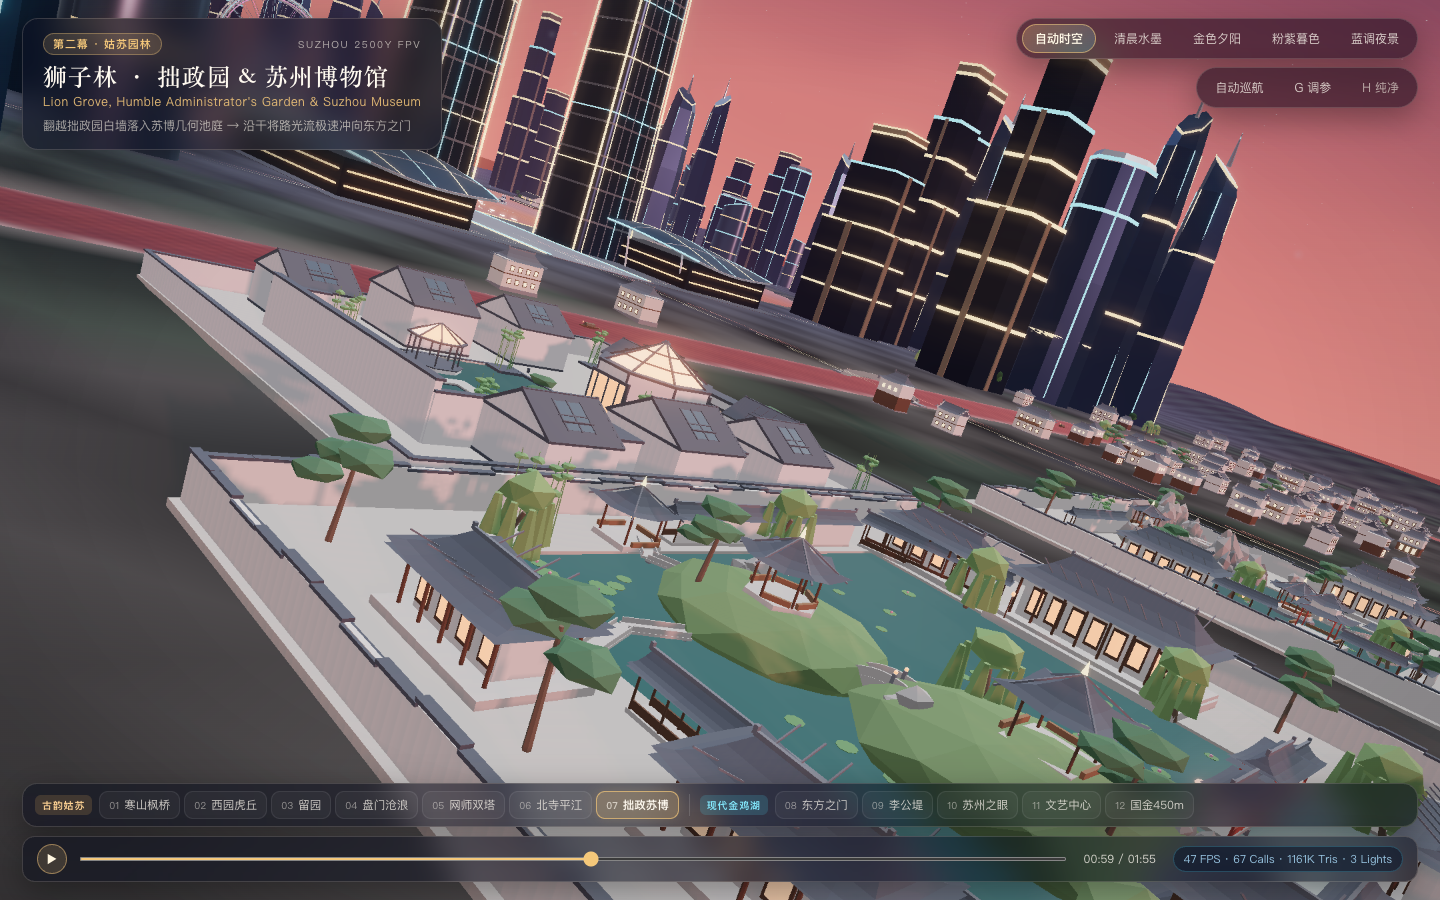 第二幕 · 姑苏园林 SUZHOU 2500Y FPV
狮子林 · 拙政园 & 苏州博物馆
Lion Grove, Humble Administrator's Garden & Suzhou Museum
翻越拙政园白墙落入苏博几何池庭 → 沿干将路光流极速冲向东方之门
自动时空 清晨水墨 金色夕阳 粉紫暮色 蓝调夜景
自动巡航 G 调参 H 纯净
古韵姑苏 01 寒山枫桥 02 西园虎丘 03 留园 04 盘门沧浪 05 网师双塔 06 北寺平江 07 拙政苏博 现代金鸡湖 08 东方之门 09 李公堤 10 苏州之眼 11 文艺中心 12 国金450m
00:59 / 01:55 47 FPS · 67 Calls · 1161K Tris · 3 Lights